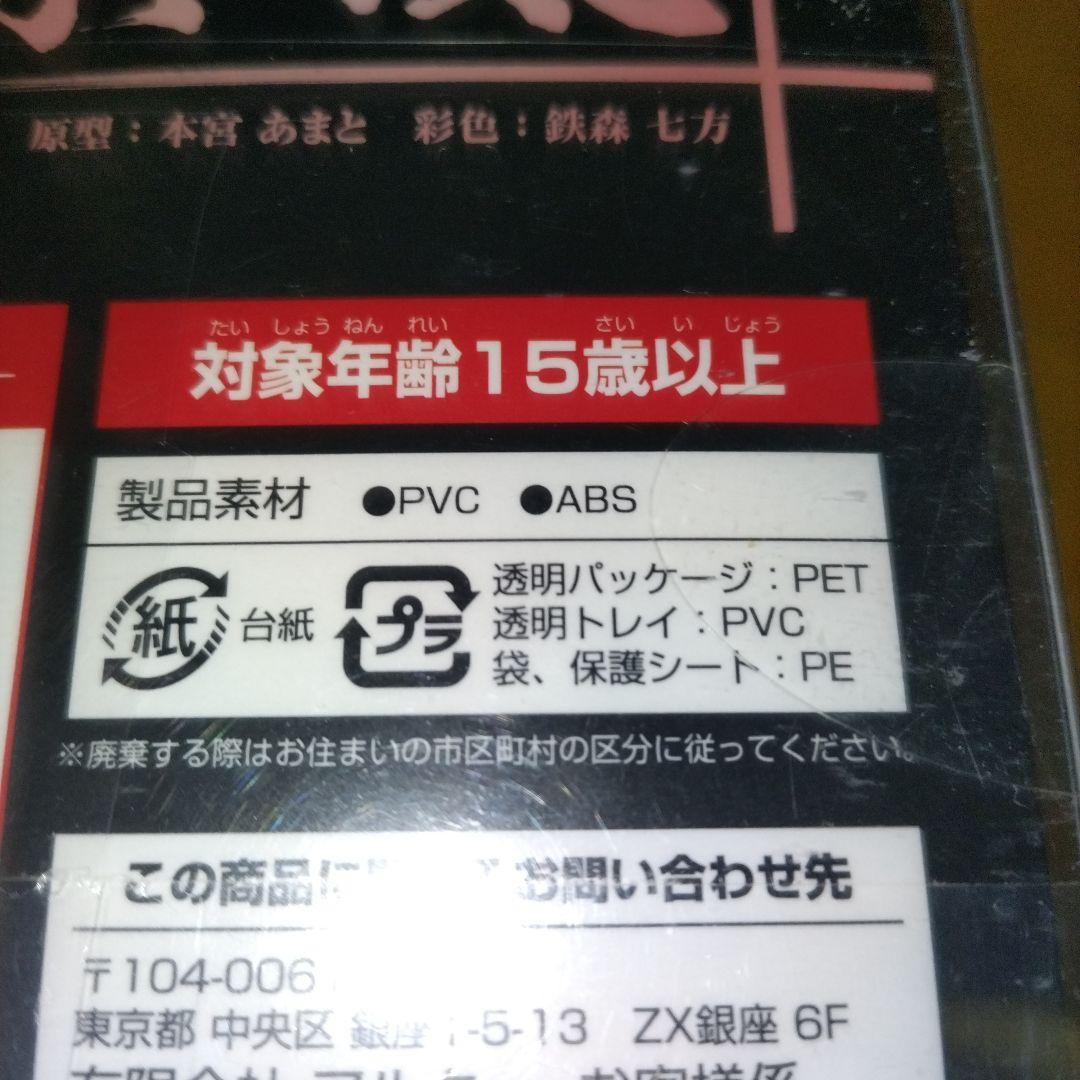 原型：本宮 あまと　彩色：鉄森 七方
たい しょう ねん れい さい い じょう
対象年齢15歳以上
製品素材 ●PVC ●ABS
紙 台紙
プラ
透明パッケージ：PET
透明トレイ：PVC
袋、保護シート：PE
※廃棄する際はお住まいの市区町村の区分に従ってください。
この商品に お問い合わせ先
〒104-006
東京都 中央区 銀座 -5-13 ZX銀座 6F
お客様係